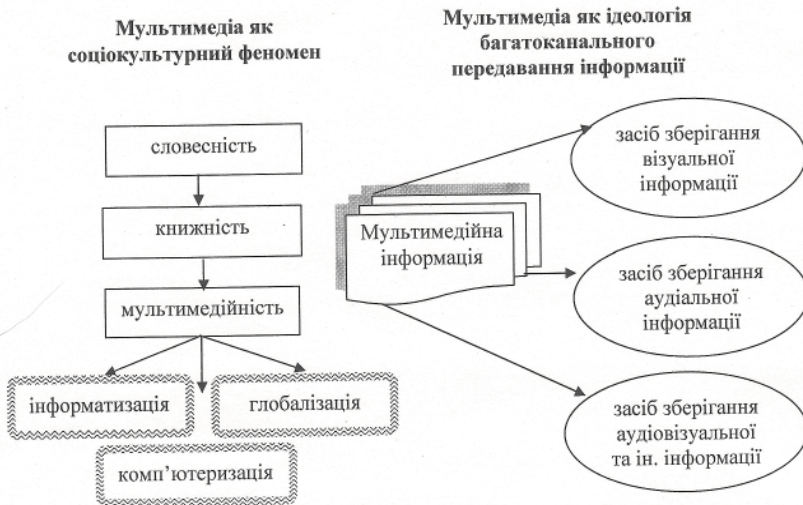 Мультимедіа як
соціокультурний феномен
словесність
книжність
мультимедійність
інформатизація
глобалізація
комп’ютеризація
Мультимедіа як ідеологія
багатоканального
передавання інформації
Мультимедійна
інформація
засіб зберігання
візуальної
інформації
засіб зберігання
аудіальної
інформації
засіб зберігання
аудіовізуальної
та ін. інформації